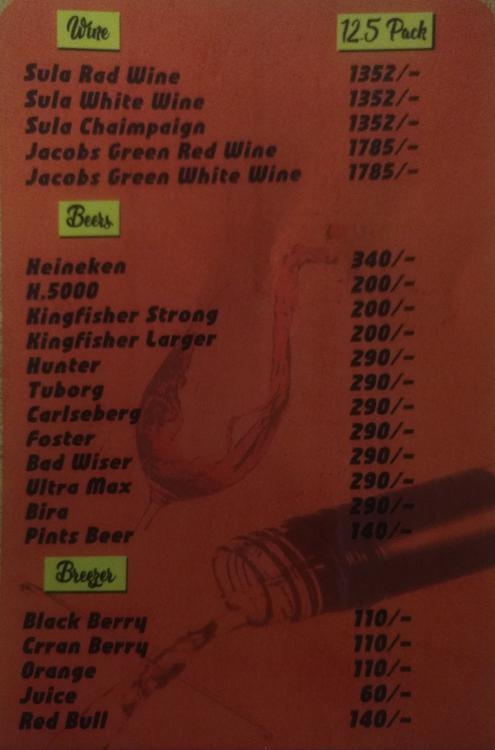 Wine 12.5 Pack
Sula Rad Wine 1352/-
Sula White Wine 1352/-
Sula Chaimpaign 1352/-
Jacobs Green Red Wine 1785/-
Jacobs Green White Wine 1785/-
Beers
Heineken 340/-
H.5000 200/-
Kingfisher Strong 200/-
Kingfisher Larger 200/-
Hunter 290/-
Tuborg 290/-
Carlseberg 290/-
Foster 290/-
Bad Wiser 290/-
Ultra Max 290/-
Bira 290/-
Pints Beer 140/-
Breezer
Black Berry 110/-
Crran Berry 110/-
Orange 110/-
Juice 60/-
Red Bull 140/-